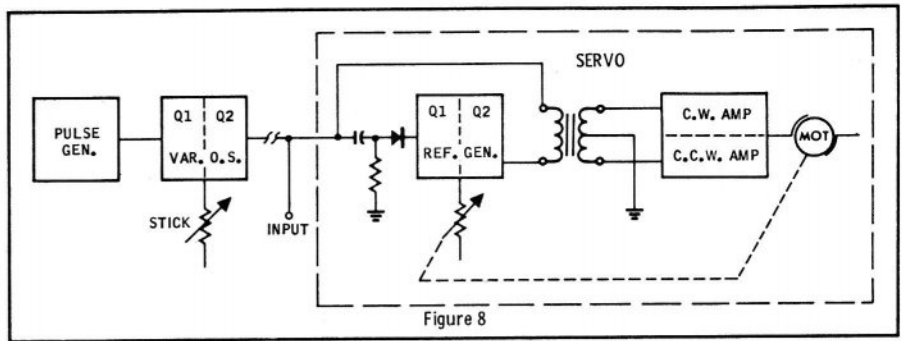 SERVO
PULSE
GEN.
Q1 Q2
VAR. O.S.
STICK
INPUT
Q1 Q2
REF. GEN.
C.W. AMP
C.C.W. AMP
MOT
Figure 8